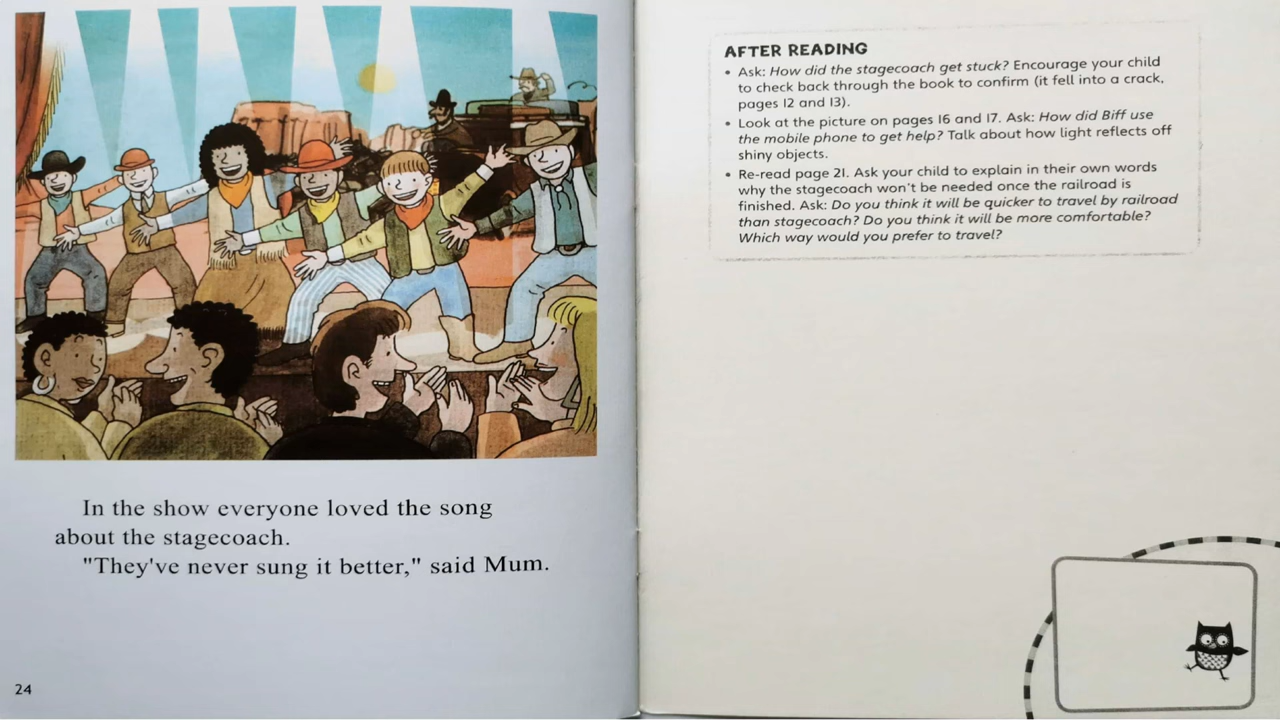 In the show everyone loved the song
about the stagecoach.
"They've never sung it better," said Mum.
24
AFTER READING
• Ask: How did the stagecoach get stuck? Encourage your child
to check back through the book to confirm (it fell into a crack,
pages 12 and 13).
• Look at the picture on pages 16 and 17. Ask: How did Biff use
the mobile phone to get help? Talk about how light reflects off
shiny objects.
• Re-read page 21. Ask your child to explain in their own words
why the stagecoach won't be needed once the railroad is
finished. Ask: Do you think it will be quicker to travel by railroad
than stagecoach? Do you think it will be more comfortable?
Which way would you prefer to travel?